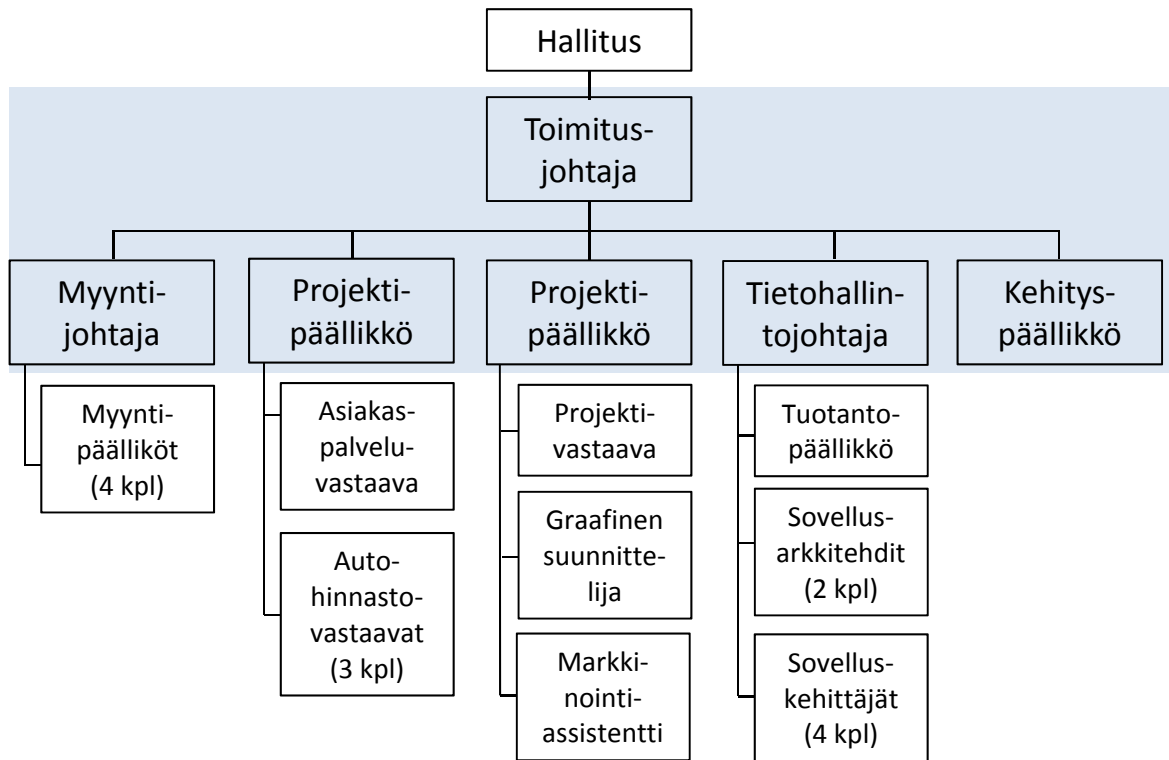 Hallitus
Toimitus-
johtaja
Myynti-
johtaja
Projekti-
päällikkö
Projekti-
päällikkö
Tietohallin-
tojohtaja
Kehitys-
päällikkö
Myynti-
päälliköt
(4 kpl)
Asiakas-
palvelu-
vastaava
Auto-
hinnasto-
vastaavat
(3 kpl)
Projekti-
vastaava
Graafinen
suunnitte-
lija
Markki-
nointi-
assistentti
Tuotanto-
päällikkö
Sovellus-
arkkitehdit
(2 kpl)
Sovellus-
kehittäjät
(4 kpl)